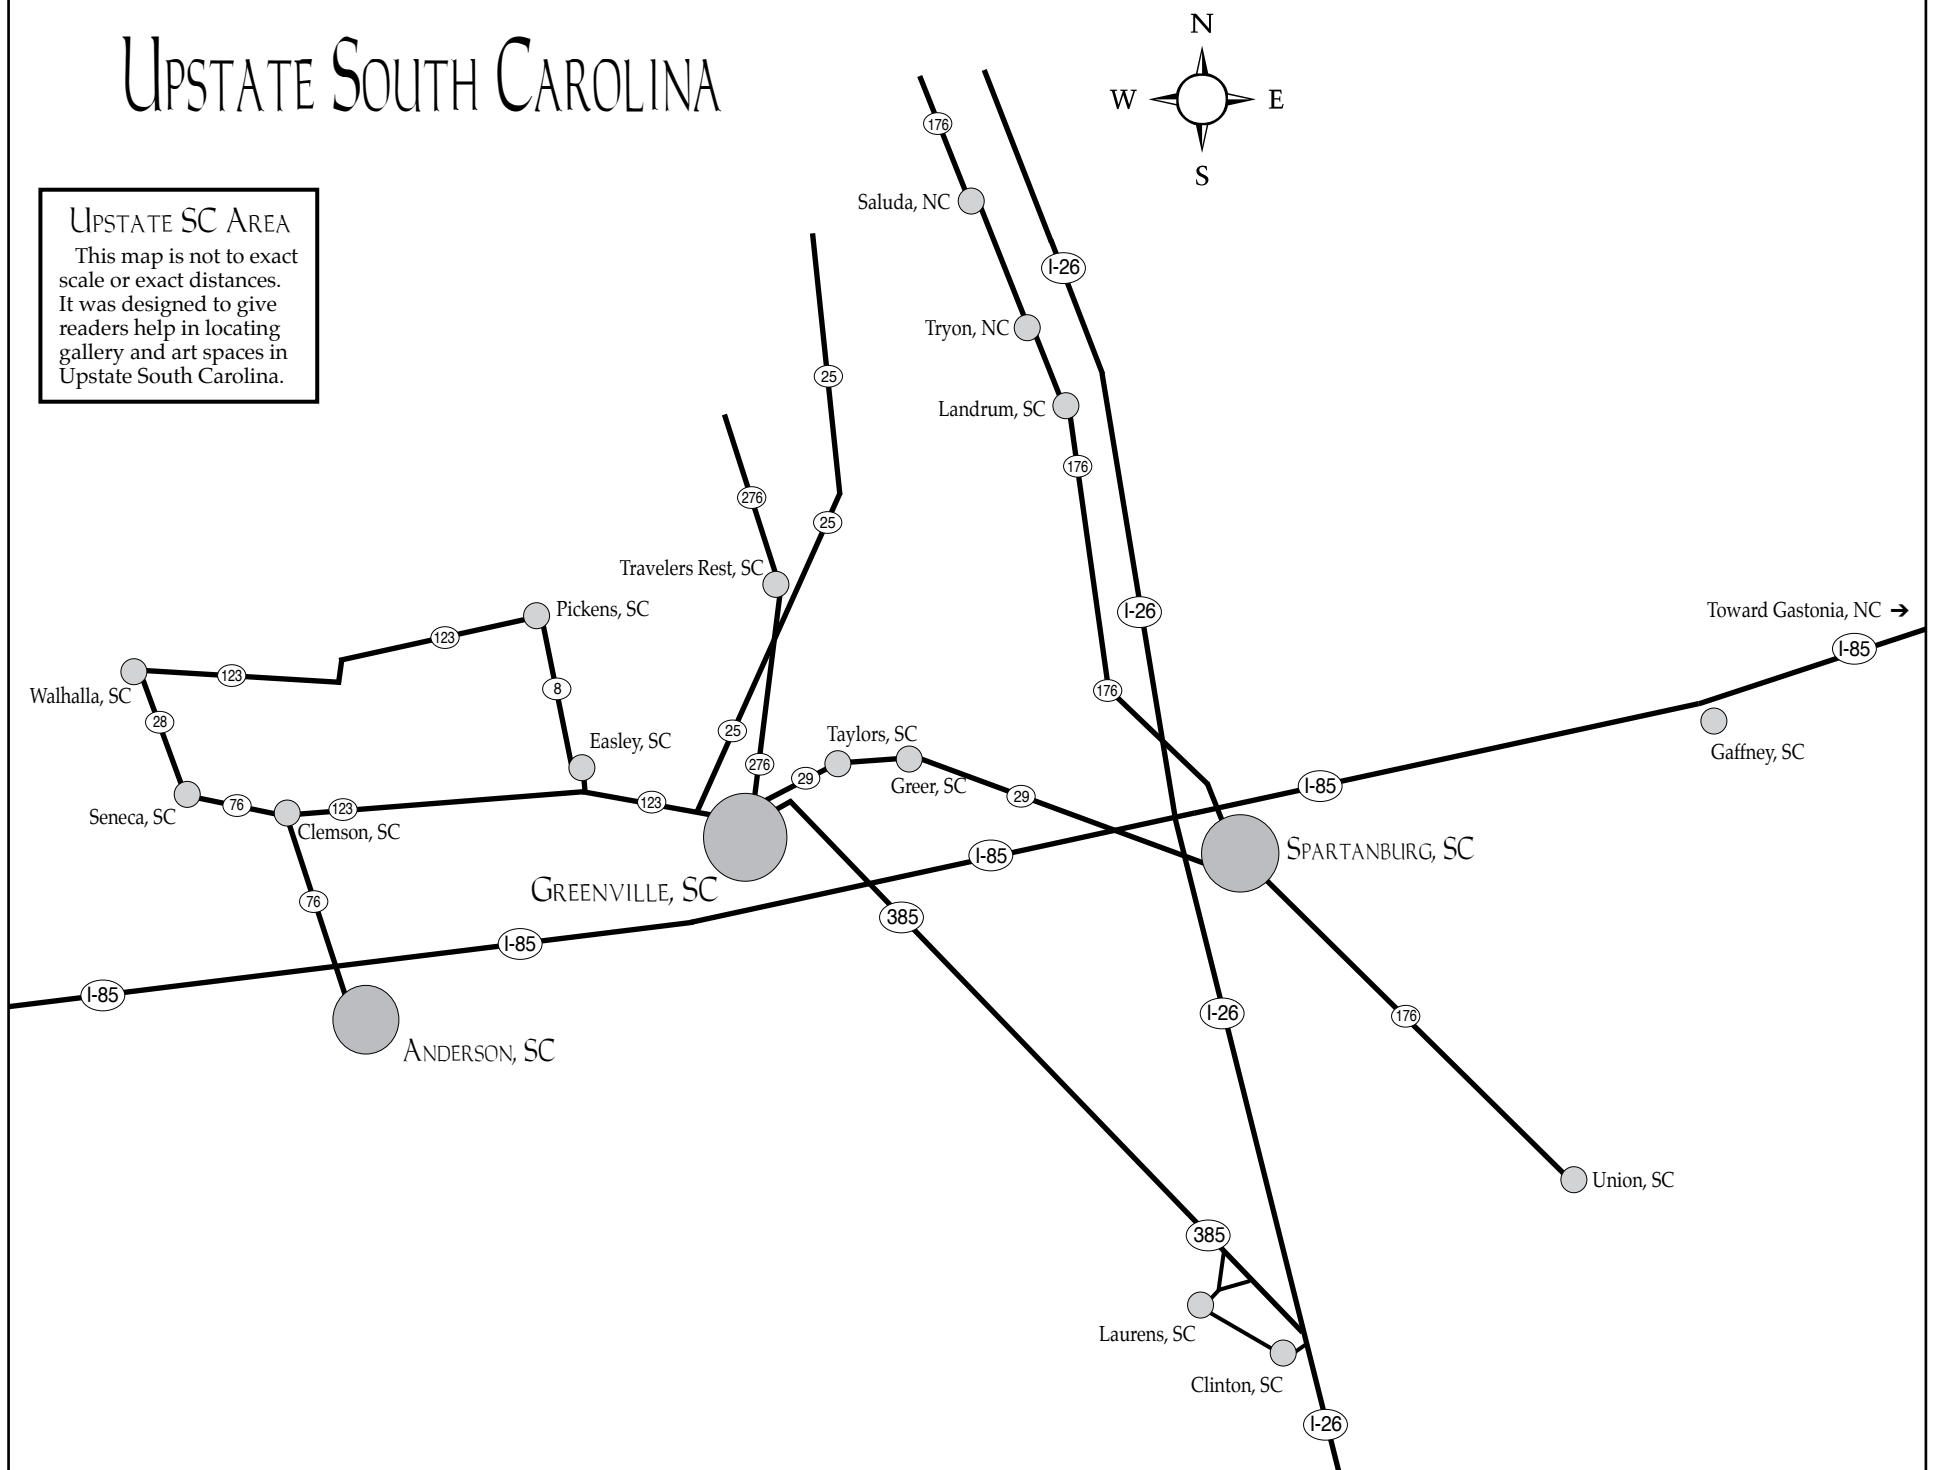 N
Upstate South Carolina
W E
176
S
Saluda, NC
Upstate SC Area
This map is not to exact
scale or exact distances.
It was designed to give
readers help in locating
gallery and art spaces in
Upstate South Carolina.
I-26
Tryon, NC
25
Landrum, SC
176
276
25
Travelers Rest, SC
Pickens, SC
I-26
Toward Gastonia, NC ➔
123
I-85
123
Walhalla, SC
8
176
28
25
Taylors, SC
Easley, SC
Gaffney, SC
276
29
Greer, SC
I-85
Seneca, SC
76
123
123
29
Clemson, SC
Spartanburg, SC
I-85
Greenville, SC
76
385
I-85
I-85
I-26
176
Anderson, SC
Union, SC
385
Laurens, SC
Clinton, SC
I-26